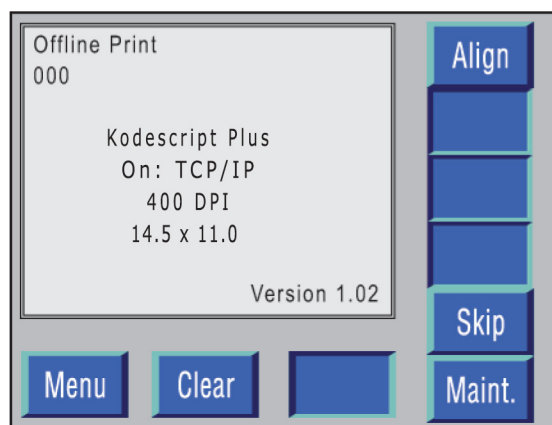 Offline Print
000
Kodescript Plus
On: TCP/IP
400 DPI
14.5 x 11.0
Version 1.02
Align
Skip
Menu
Clear
Maint.